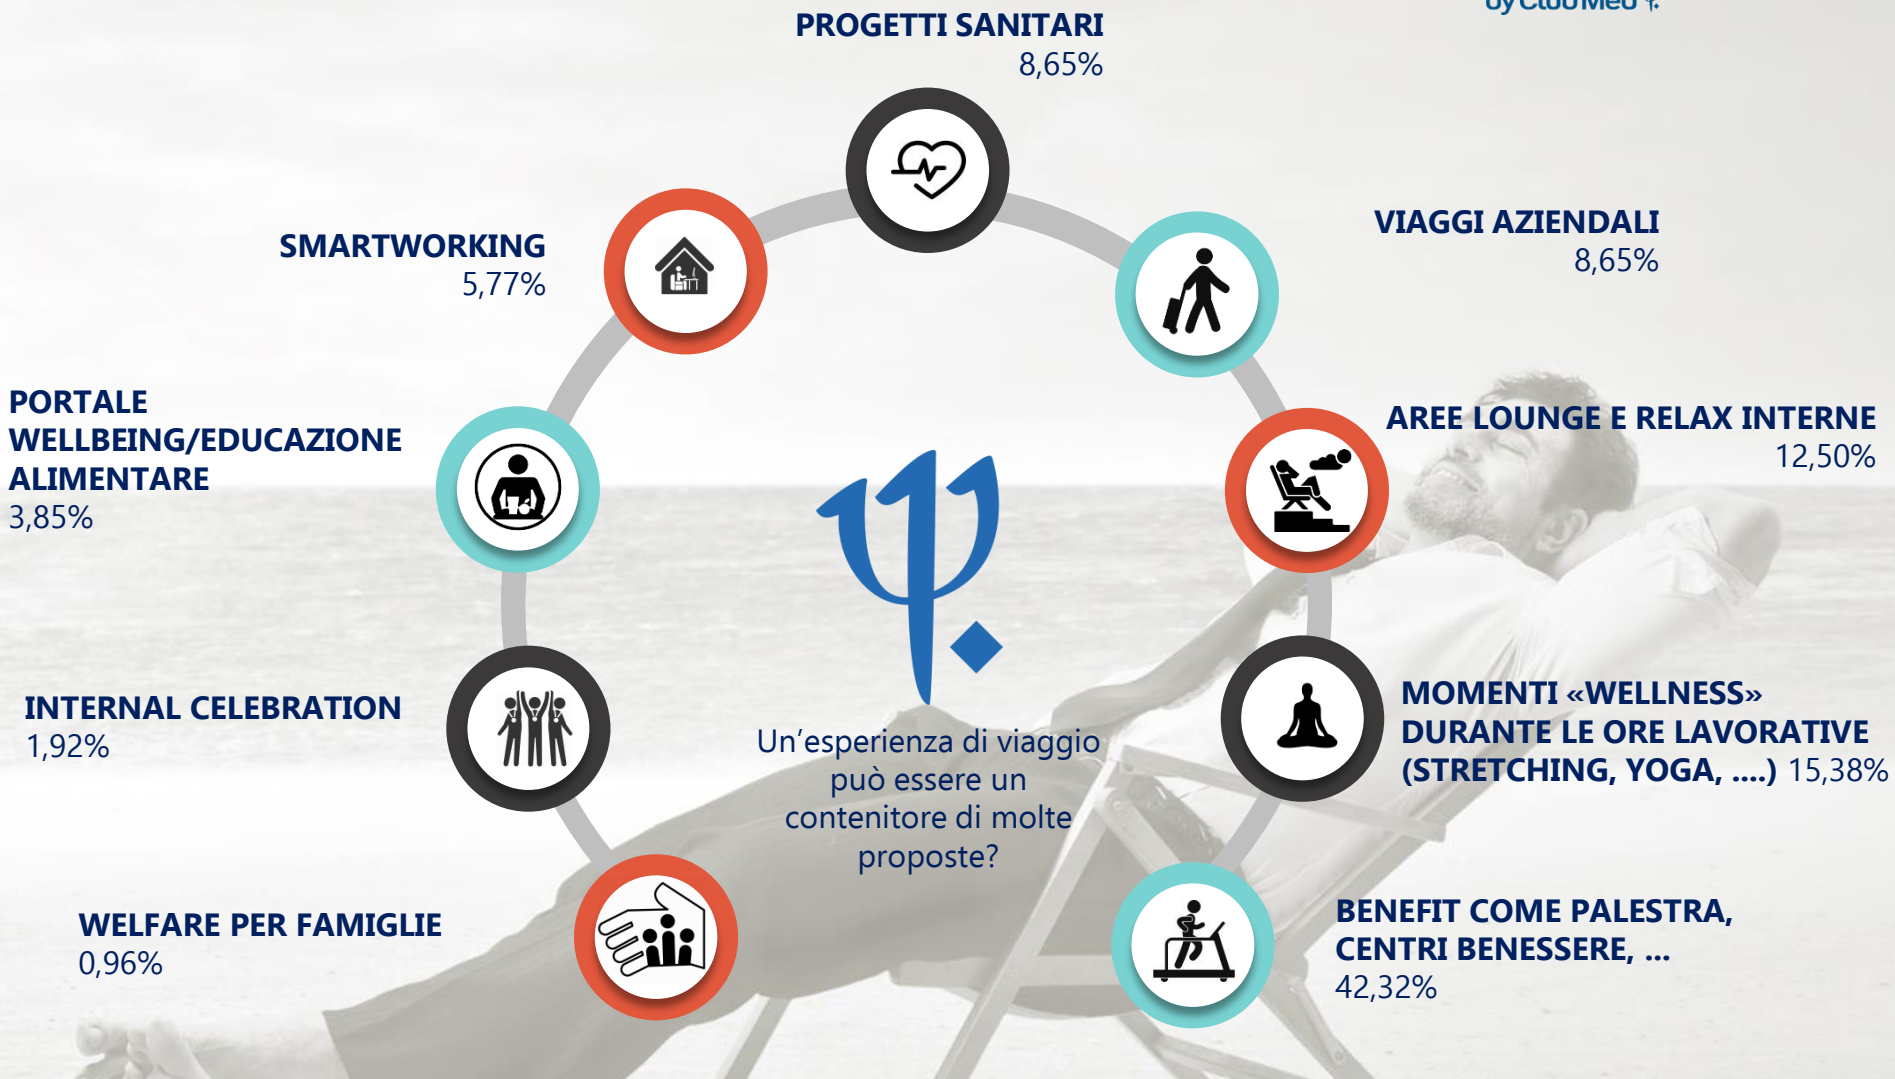 by Club Med
PROGETTI SANITARI
8,65%
SMARTWORKING
5,77%
VIAGGI AZIENDALI
8,65%
PORTALE
WELLBEING/EDUCAZIONE
ALIMENTARE
3,85%
AREE LOUNGE E RELAX INTERNE
12,50%
INTERNAL CELEBRATION
1,92%
MOMENTI «WELLNESS»
DURANTE LE ORE LAVORATIVE
(STRETCHING, YOGA, ....) 15,38%
Un’esperienza di viaggio
può essere un
contenitore di molte
proposte?
WELFARE PER FAMIGLIE
0,96%
BENEFIT COME PALESTRA,
CENTRI BENESSERE, ...
42,32%